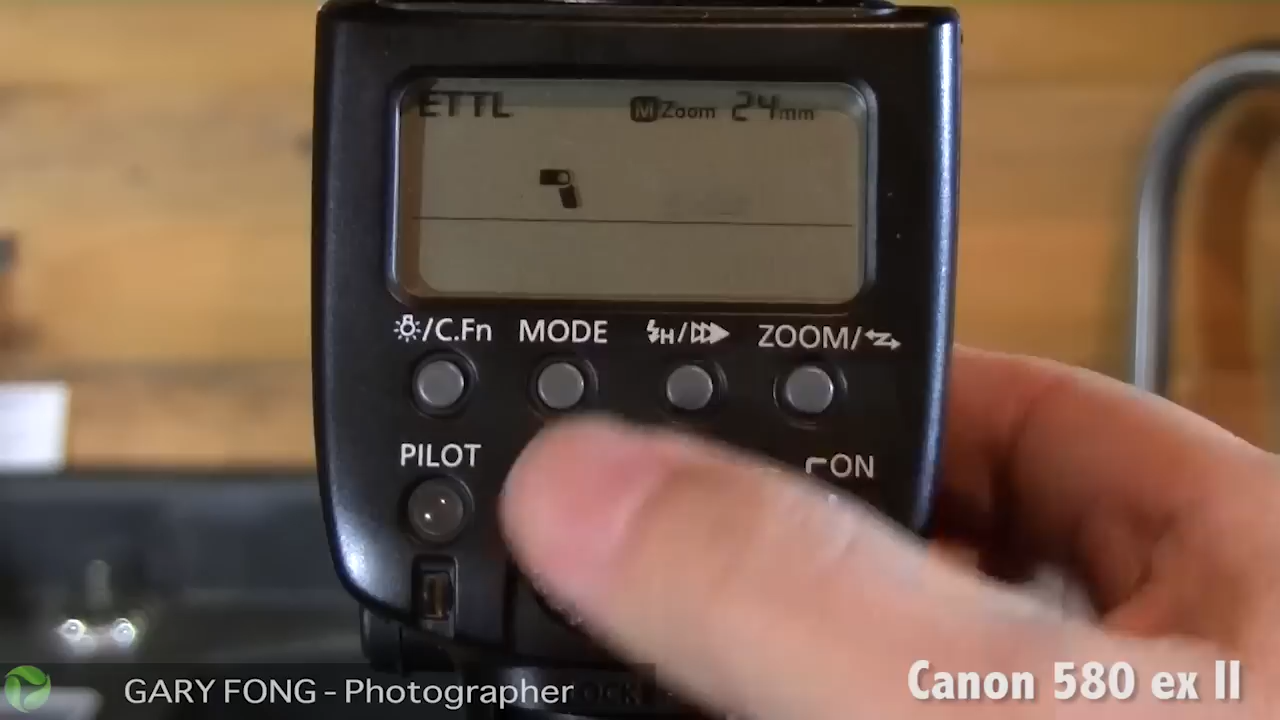 ETTL M Zoom 24mm
/C.Fn MODE H/ ZOOM/
PILOT ON
GARY FONG - Photographer
Canon 580 ex II